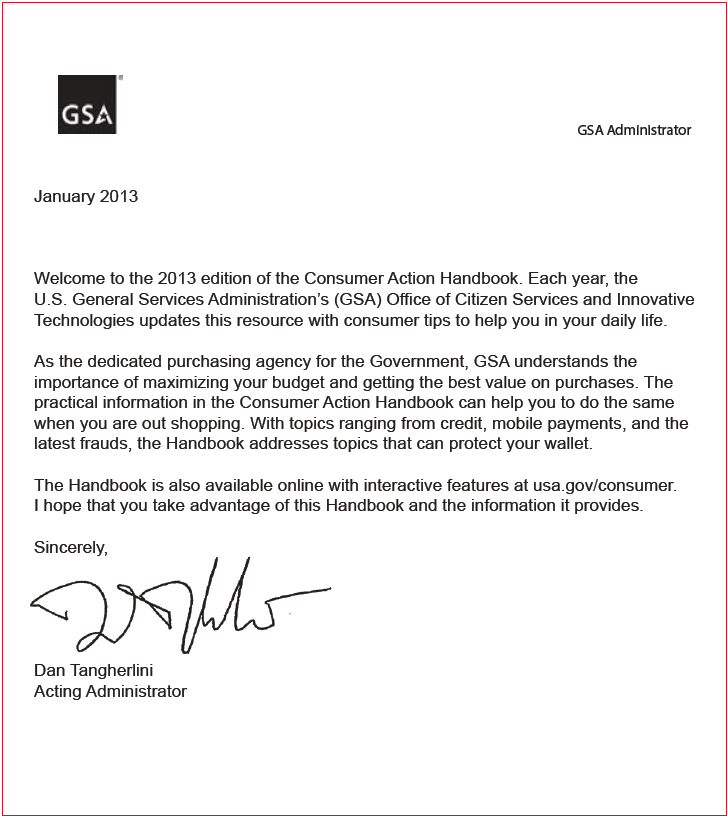 GSA
GSA Administrator
January 2013
Welcome to the 2013 edition of the Consumer Action Handbook. Each year, the
U.S. General Services Administration’s (GSA) Office of Citizen Services and Innovative
Technologies updates this resource with consumer tips to help you in your daily life.
As the dedicated purchasing agency for the Government, GSA understands the
importance of maximizing your budget and getting the best value on purchases. The
practical information in the Consumer Action Handbook can help you to do the same
when you are out shopping. With topics ranging from credit, mobile payments, and the
latest frauds, the Handbook addresses topics that can protect your wallet.
The Handbook is also available online with interactive features at usa.gov/consumer.
I hope that you take advantage of this Handbook and the information it provides.
Sincerely,
Dan Tangherlini
Acting Administrator